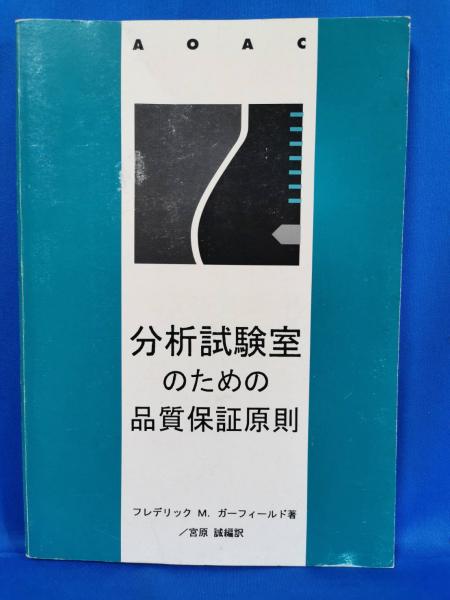 AOAC
分析試験室
のための
品質保証原則
フレデリック M. ガーフィールド著
/宮原 誠編訳